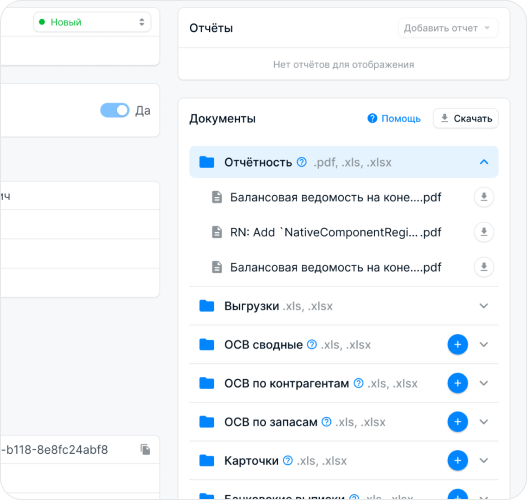 Новый
Да
ич
-b118-8e8fc24abf8
Отчёты
Добавить отчет
Нет отчётов для отображения
Документы
Помощь
Скачать
Отчётность .pdf, .xls, .xlsx
Балансовая ведомость на коне....pdf
RN: Add `NativeComponentRegi... .pdf
Балансовая ведомость на коне....pdf
Выгрузки .xls, .xlsx
ОСВ сводные .xls, .xlsx
ОСВ по контрагентам .xls, .xlsx
ОСВ по запасам .xls, .xlsx
Карточки .xls, .xlsx
Банковские выписки .xls, .xlsx